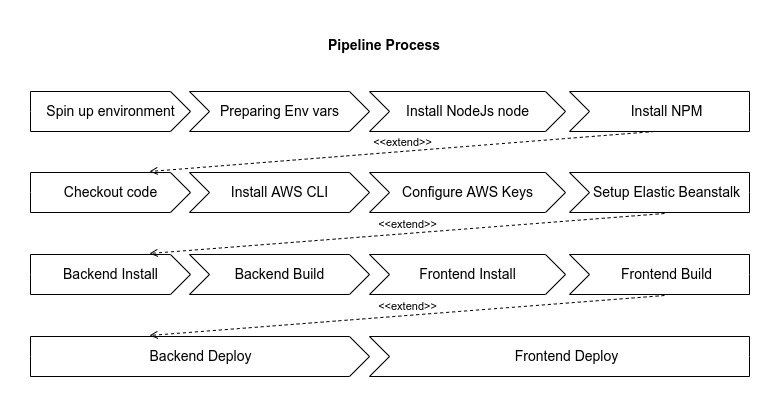 Pipeline Process
Spin up environment
Preparing Env vars
Install NodeJs node
Install NPM
<<extend>>
Checkout code
Install AWS CLI
Configure AWS Keys
Setup Elastic Beanstalk
<<extend>>
Backend Install
Backend Build
Frontend Install
Frontend Build
<<extend>>
Backend Deploy
Frontend Deploy